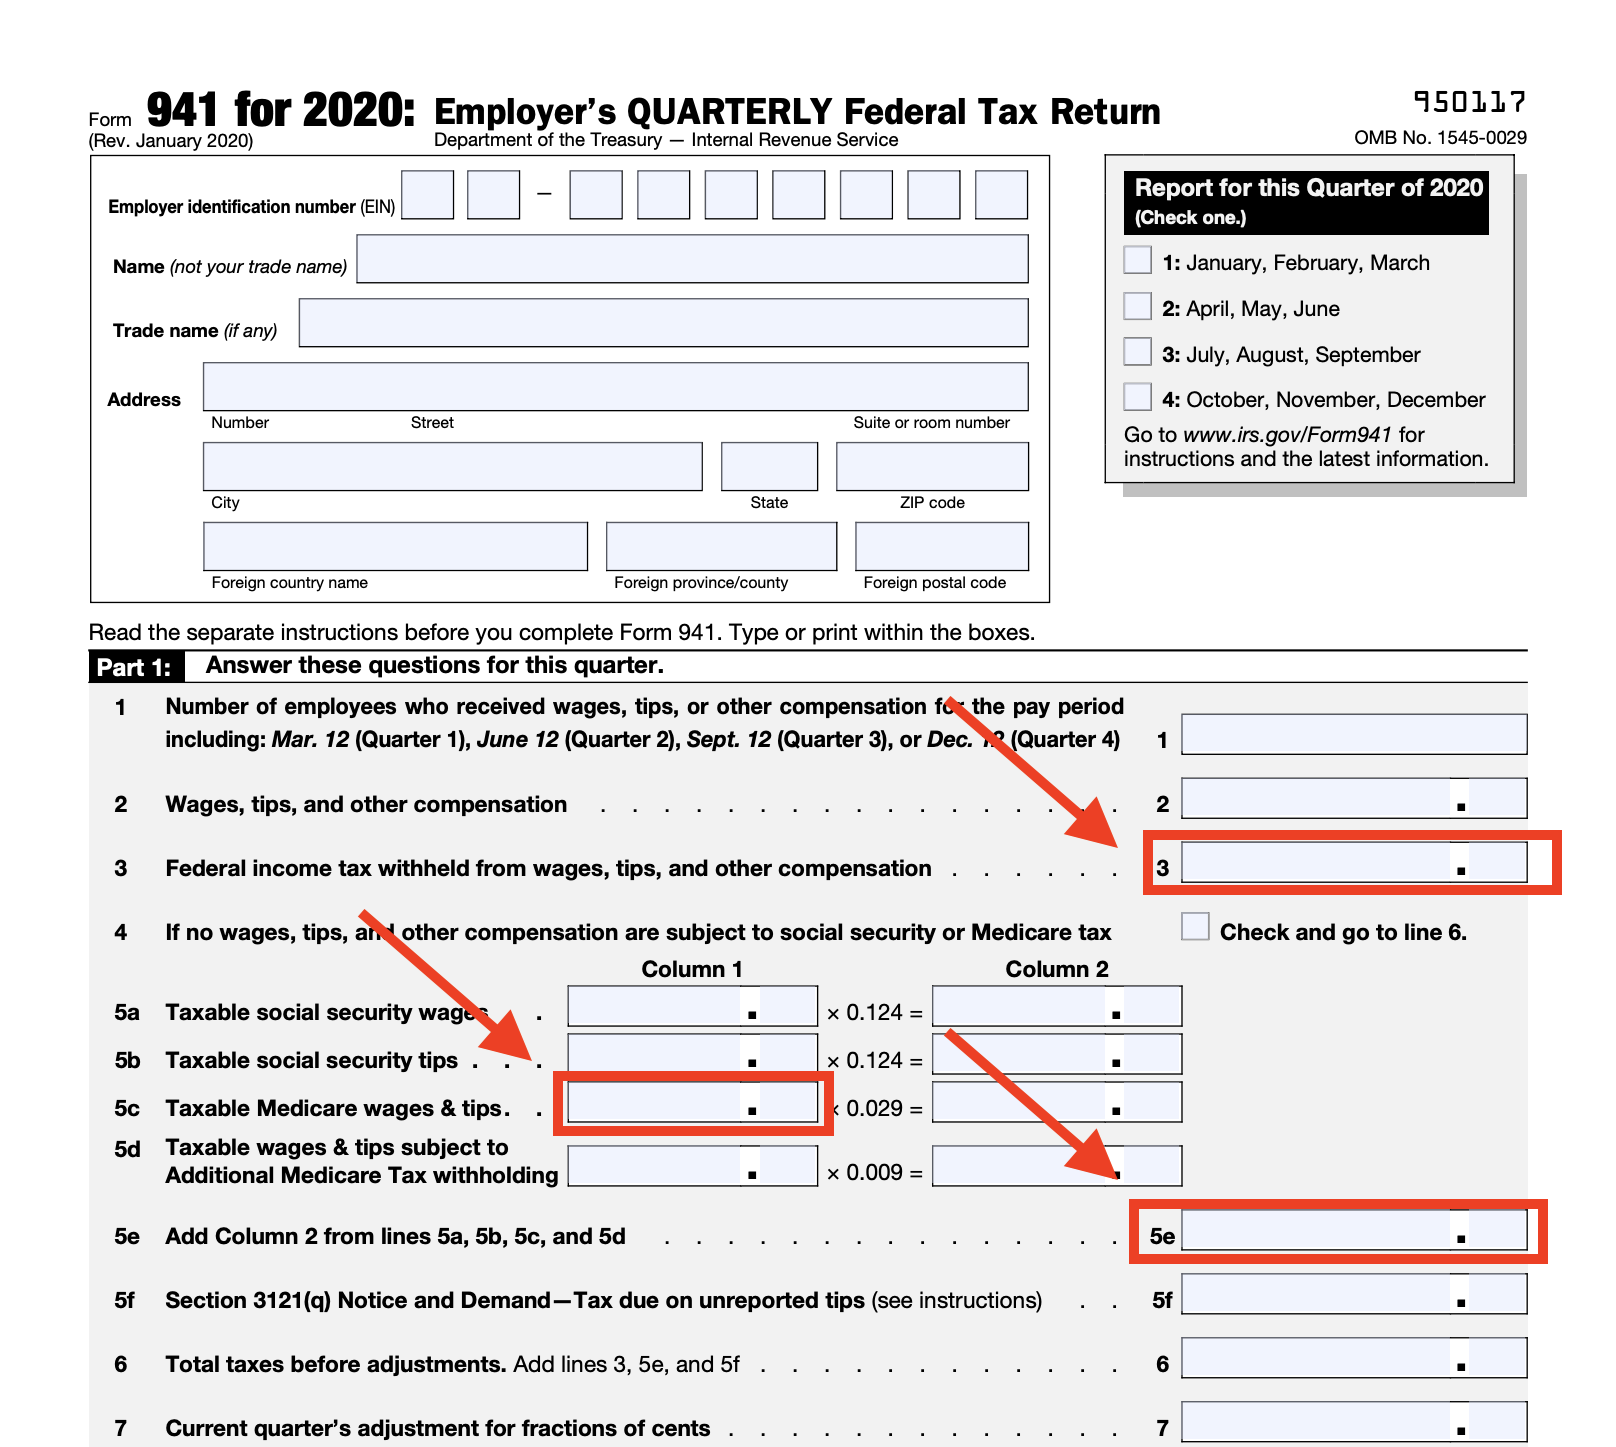 Form 941 for 2020: Employer's QUARTERLY Federal Tax Return
950117
(Rev. January 2020)
Department of the Treasury — Internal Revenue Service
OMB No. 1545-0029
Employer identification number (EIN) –
Name (not your trade name)
Trade name (if any)
Address
Number Street Suite or room number
City State ZIP code
Foreign country name Foreign province/county Foreign postal code
Report for this Quarter of 2020
(Check one.)
1: January, February, March
2: April, May, June
3: July, August, September
4: October, November, December
Go to www.irs.gov/Form941 for
instructions and the latest information.
Read the separate instructions before you complete Form 941. Type or print within the boxes.
Part 1: Answer these questions for this quarter.
1 Number of employees who received wages, tips, or other compensation for the pay period
including: Mar. 12 (Quarter 1), June 12 (Quarter 2), Sept. 12 (Quarter 3), or Dec. 12 (Quarter 4) 1
2 Wages, tips, and other compensation . . . . . . . . . . . . . . . . . 2 .
3 Federal income tax withheld from wages, tips, and other compensation . . . . . . 3 .
4 If no wages, tips, and other compensation are subject to social security or Medicare tax Check and go to line 6.
Column 1 Column 2
5a Taxable social security wages . . × 0.124 = .
5b Taxable social security tips . . . . × 0.124 = .
5c Taxable Medicare wages & tips. . . × 0.029 = .
5d Taxable wages & tips subject to
Additional Medicare Tax withholding . × 0.009 = .
5e Add Column 2 from lines 5a, 5b, 5c, and 5d . . . . . . . . . . . . . . . 5e .
5f Section 3121(q) Notice and Demand—Tax due on unreported tips (see instructions) . . 5f .
6 Total taxes before adjustments. Add lines 3, 5e, and 5f . . . . . . . . . . . . 6 .
7 Current quarter's adjustment for fractions of cents . . . . . . . . . . . . . 7 .